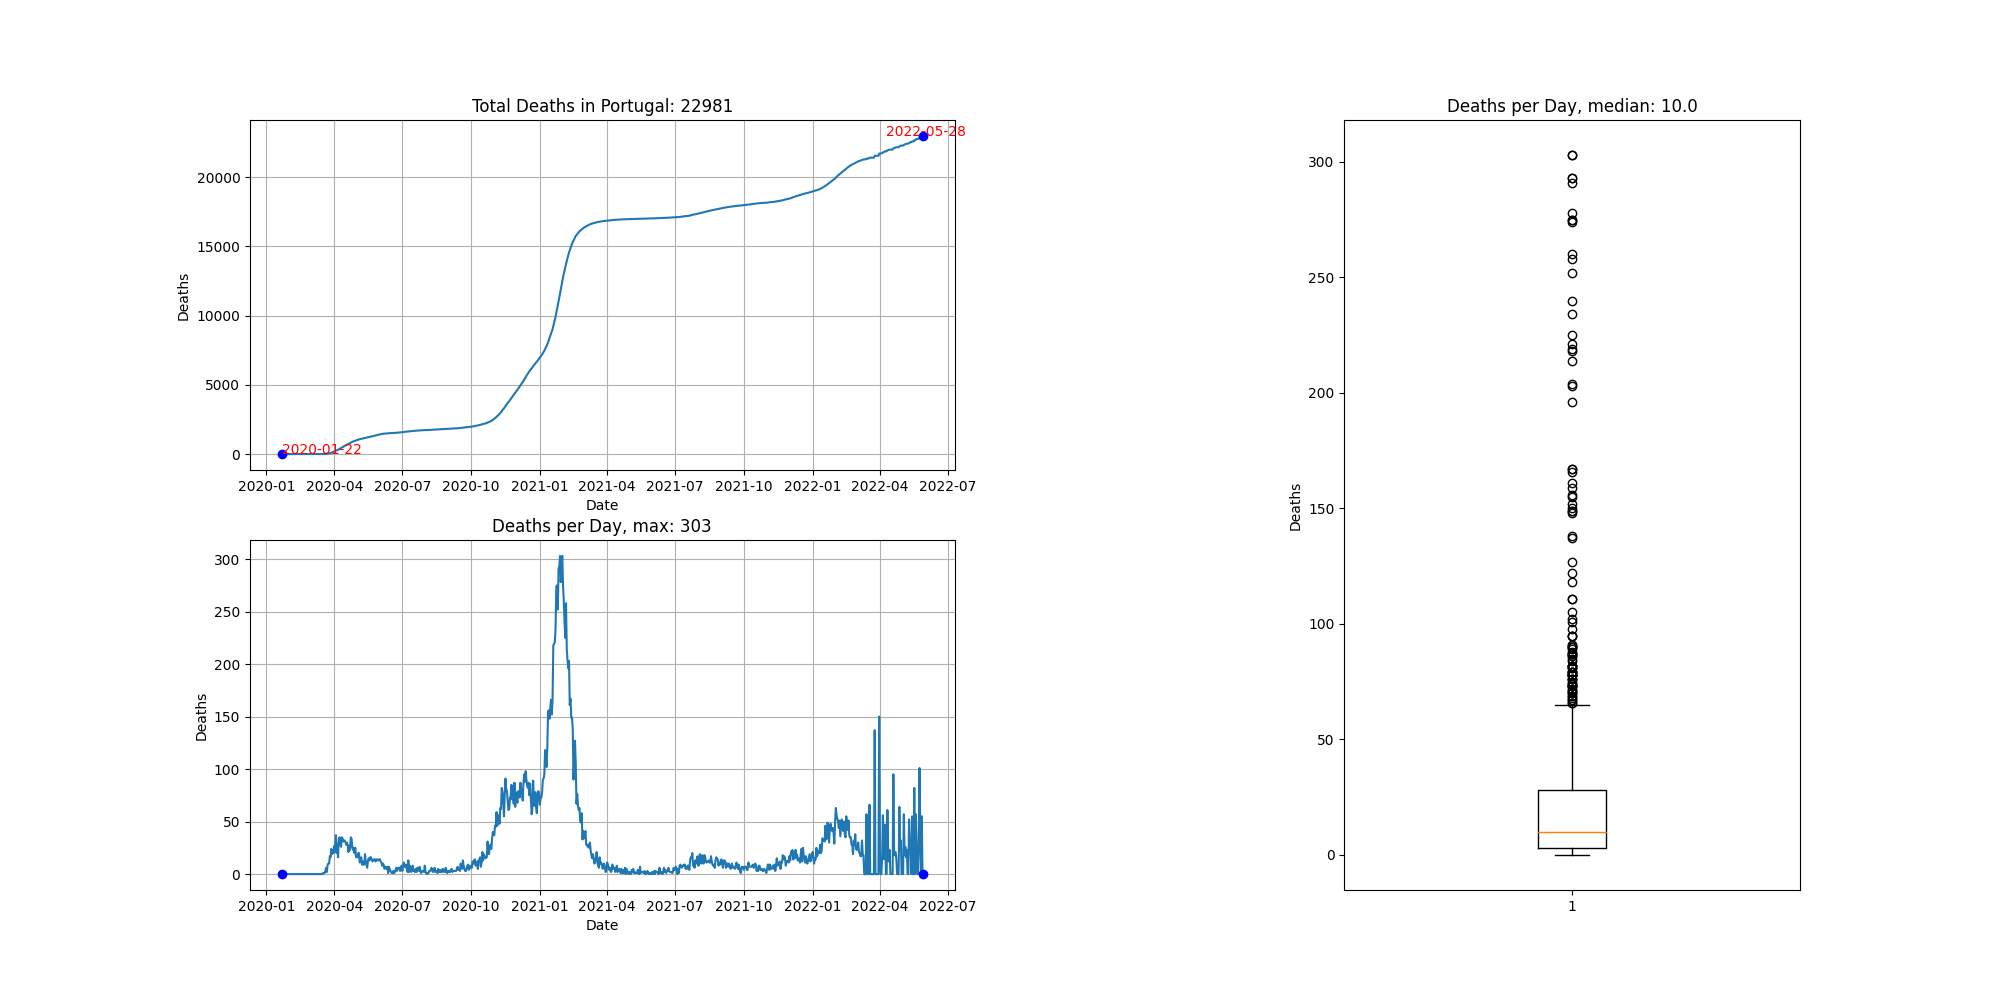 Total Deaths in Portugal: 22981
2022-05-28
20000
15000
10000
5000
0
Deaths
2020-01-22
2020-01 2020-04 2020-07 2020-10 2021-01 2021-04 2021-07 2021-10 2022-01 2022-04 2022-07
Date
Deaths per Day, max: 303
300
250
200
150
100
50
0
Deaths
2020-01 2020-04 2020-07 2020-10 2021-01 2021-04 2021-07 2021-10 2022-01 2022-04 2022-07
Date
Deaths per Day, median: 10.0
300
250
200
150
100
50
0
Deaths
1